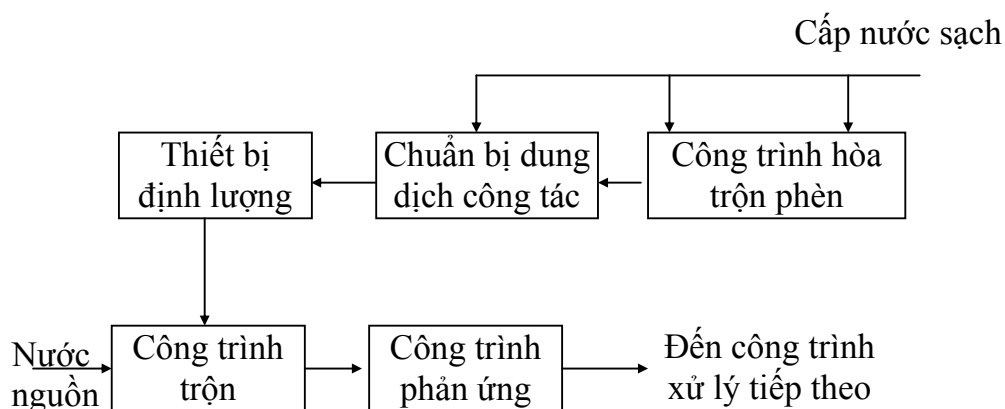 Cấp nước sạch
Thiết bị
định lượng
Chuẩn bị dung
dịch công tác
Công trình hòa
trộn phèn
Nước
nguồn
Công trình
trộn
Công trình
phản ứng
Đến công trình
xử lý tiếp theo